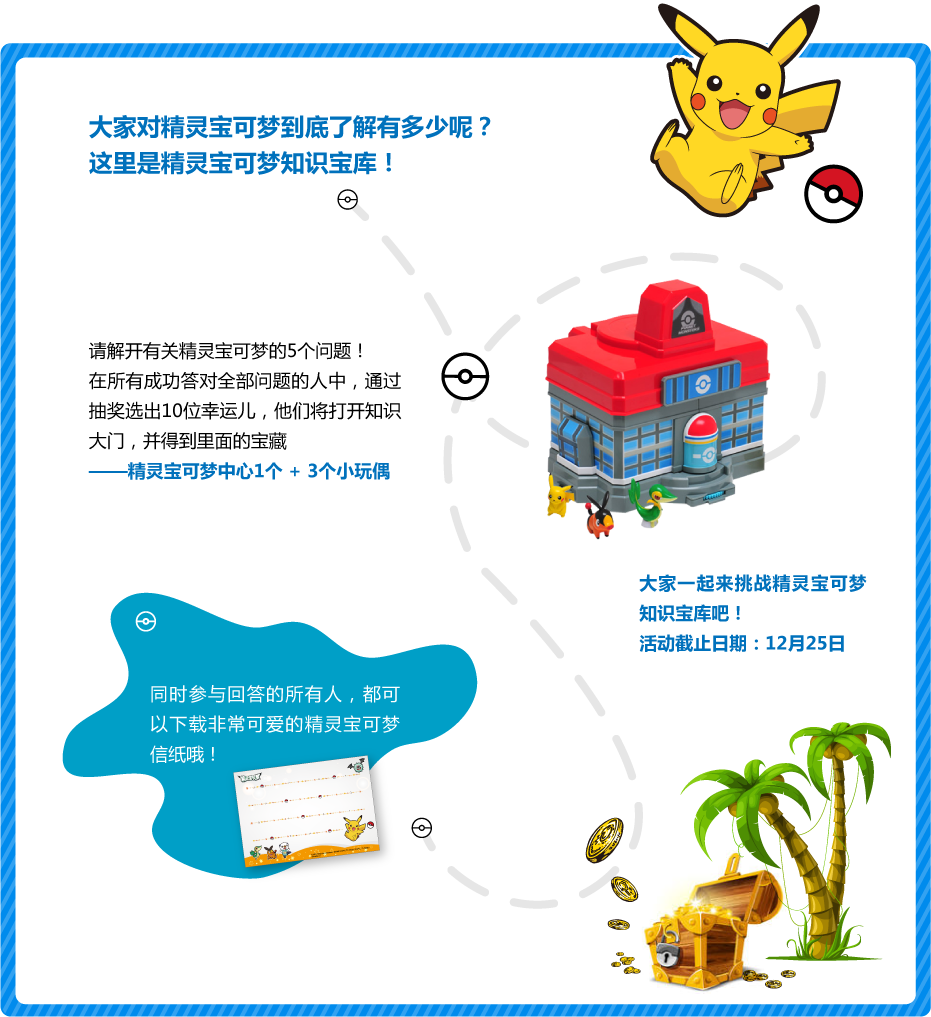 大家对精灵宝可梦到底了解有多少呢？
这里是精灵宝可梦知识宝库！
请解开有关精灵宝可梦的5个问题！
在所有成功答对全部问题的人中，通过
抽奖选出10位幸运儿，他们将打开知识
大门，并得到里面的宝藏
——精灵宝可梦中心1个 + 3个小玩偶
大家一起来挑战精灵宝可梦
知识宝库吧！
活动截止日期：12月25日
同时参与回答的所有人，都可
以下载非常可爱的精灵宝可梦
信纸哦！